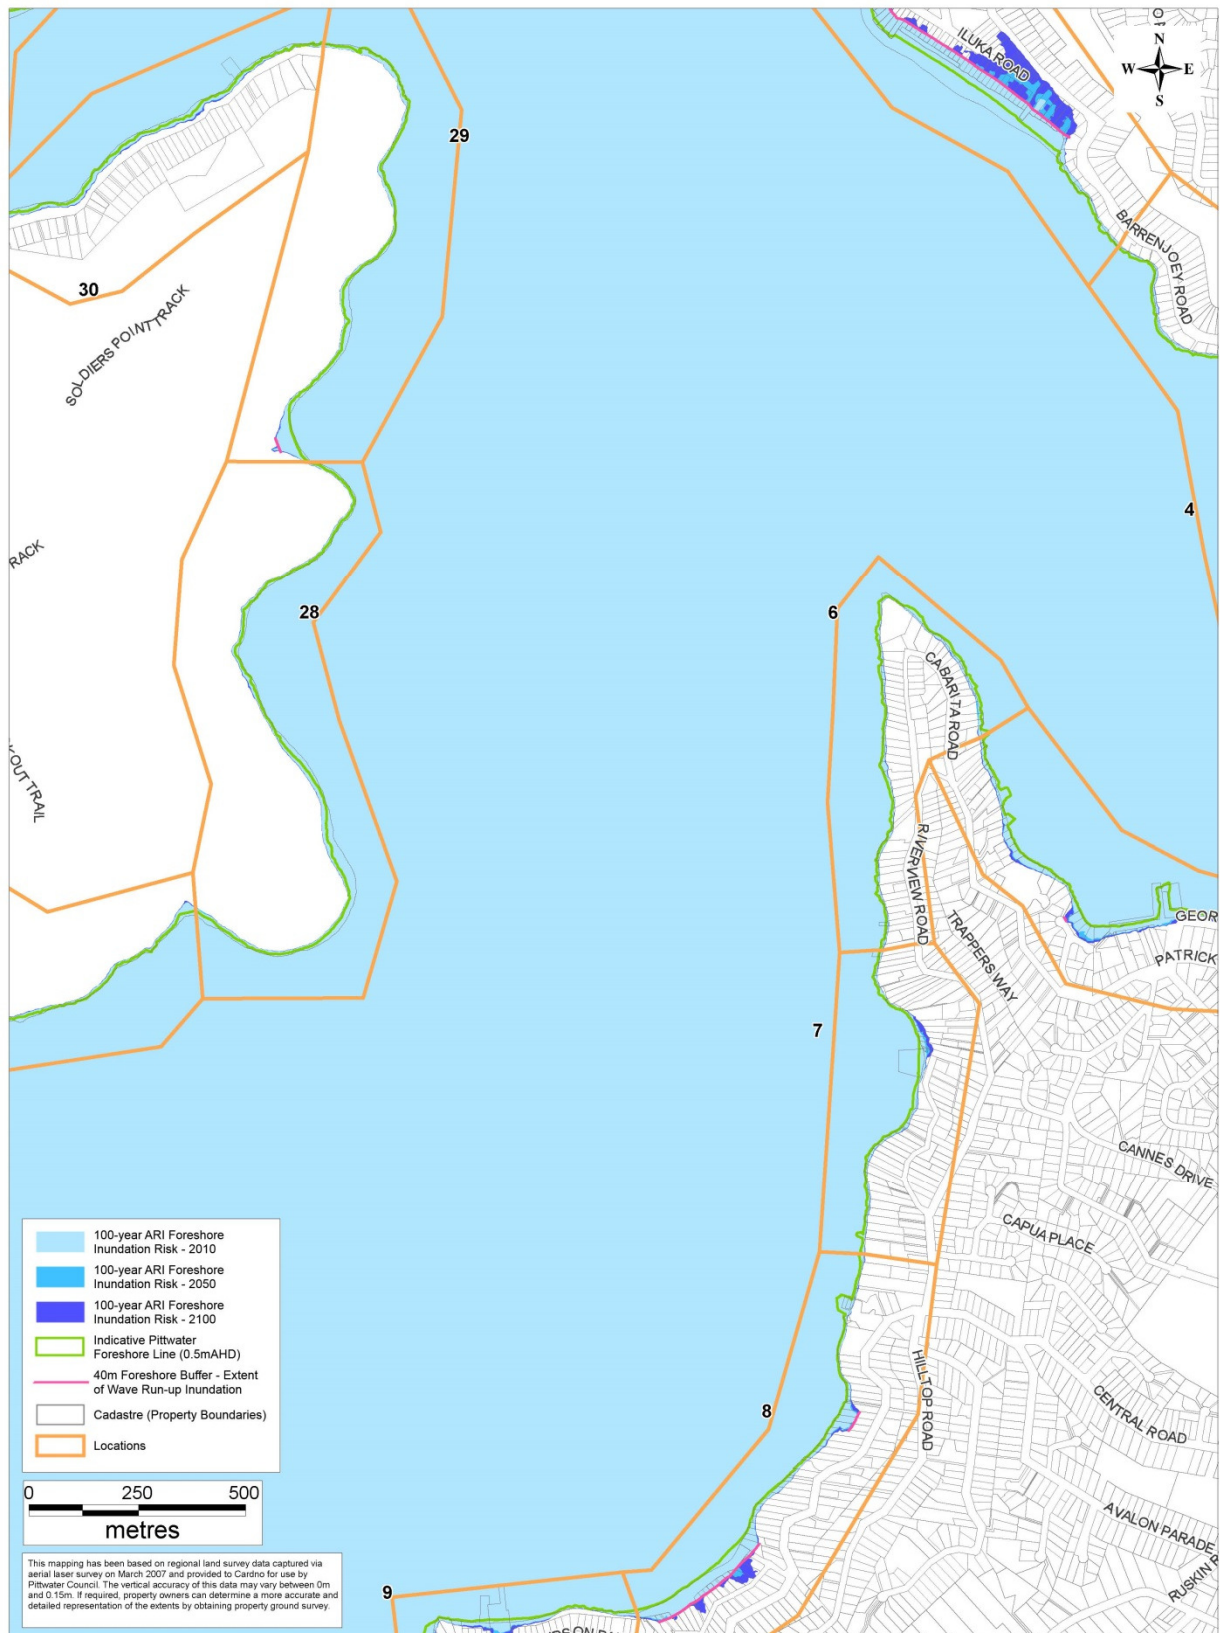 ILUKA ROAD
N
W E
S
29
BARRENJOEY ROAD
30
SOLDIERS POINT TRACK
4
RACK
28
6
CABARITA ROAD
KOUT TRAIL
RIVERVIEW ROAD
TRAPPERS WAY
GEOR
PATRICK
7
CANNES DRIVE
CAPUA PLACE
HILLTOP ROAD
CENTRAL ROAD
8
AVALON PARADE
RUSKIN R
9
100-year ARI Foreshore
Inundation Risk - 2010
100-year ARI Foreshore
Inundation Risk - 2050
100-year ARI Foreshore
Inundation Risk - 2100
Indicative Pittwater
Foreshore Line (0.5mAHD)
40m Foreshore Buffer - Extent
of Wave Run-up Inundation
Cadastre (Property Boundaries)
Locations
0 250 500
metres
This mapping has been based on regional land survey data captured via
aerial laser survey on March 2007 and provided to Cardno for use by
Pittwater Council. The vertical accuracy of this data may vary between 0m
and 0.15m. If required, property owners can determine a more accurate and
detailed representation of the extents by obtaining property ground survey.